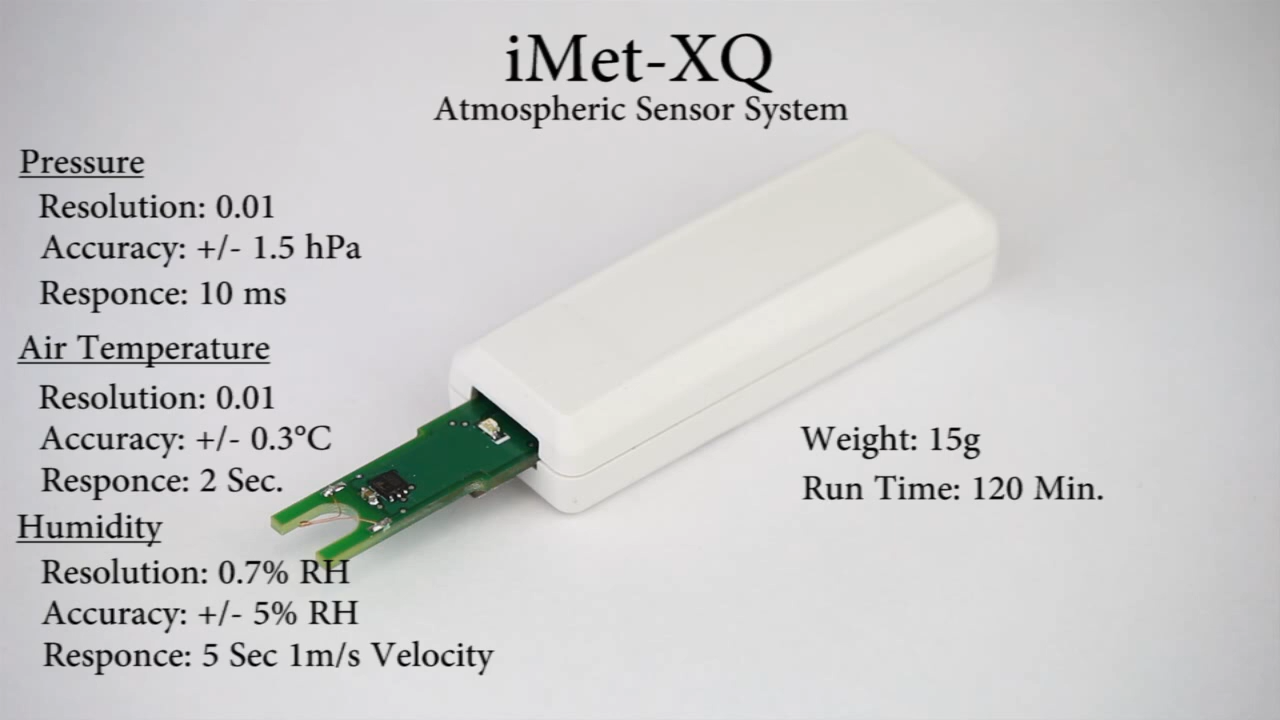 iMet-XQ
Atmospheric Sensor System
Pressure
Resolution: 0.01
Accuracy: +/- 1.5 hPa
Responce: 10 ms
Air Temperature
Resolution: 0.01
Accuracy: +/- 0.3°C
Responce: 2 Sec.
Humidity
Resolution: 0.7% RH
Accuracy: +/- 5% RH
Responce: 5 Sec 1m/s Velocity
Weight: 15g
Run Time: 120 Min.